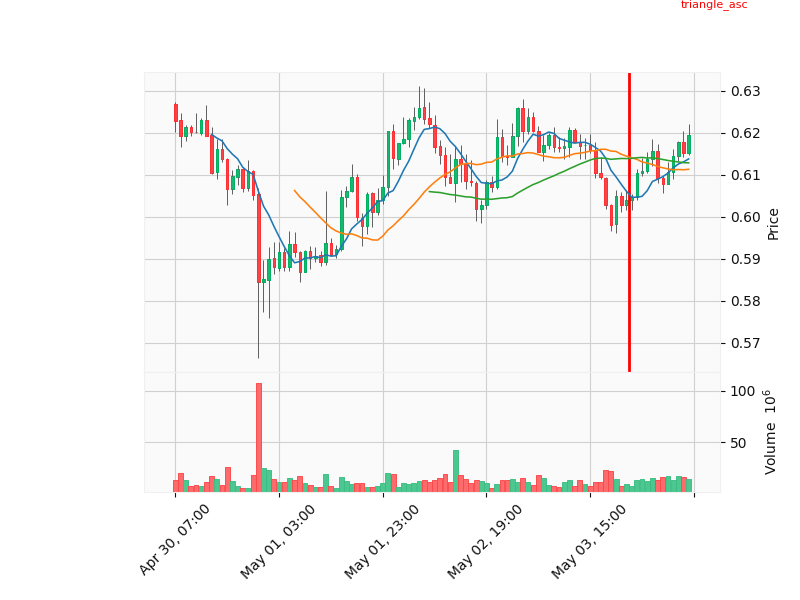 triangle_asc
0.63
0.62
0.61
0.60
0.59
0.58
0.57
Price
100
50
Volume 10⁶
Apr 30, 07:00
May 01, 03:00
May 01, 23:00
May 02, 19:00
May 03, 15:00